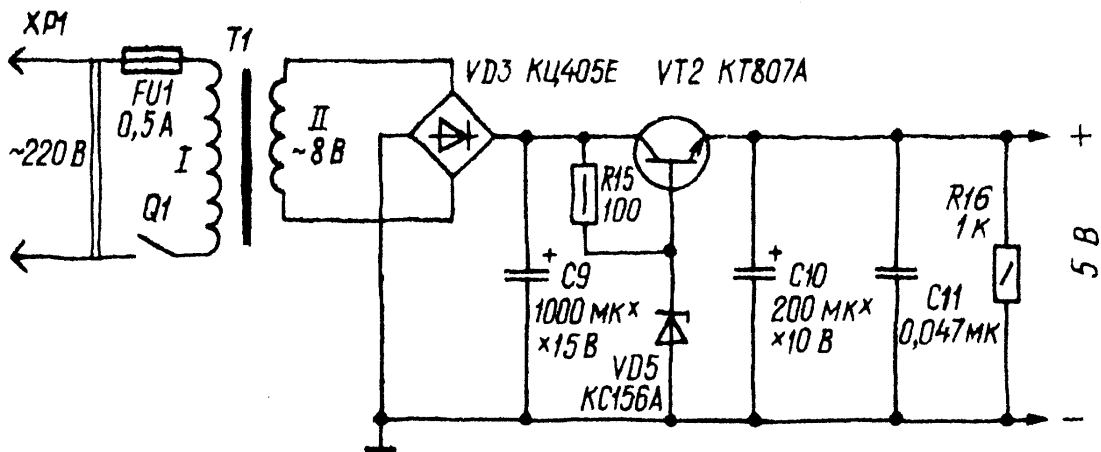 XP1
T1
FU1
0,5 А
~220 В
I
II
~8 В
Q1
VD3 КЦ405Е
VT2 КТ807А
R15
100
+
C9
1000 мк×
×15 В
VD5
КС156А
+
C10
200 мк×
×10 В
C11
0,047 мк
R16
1 к
+
5 В
−